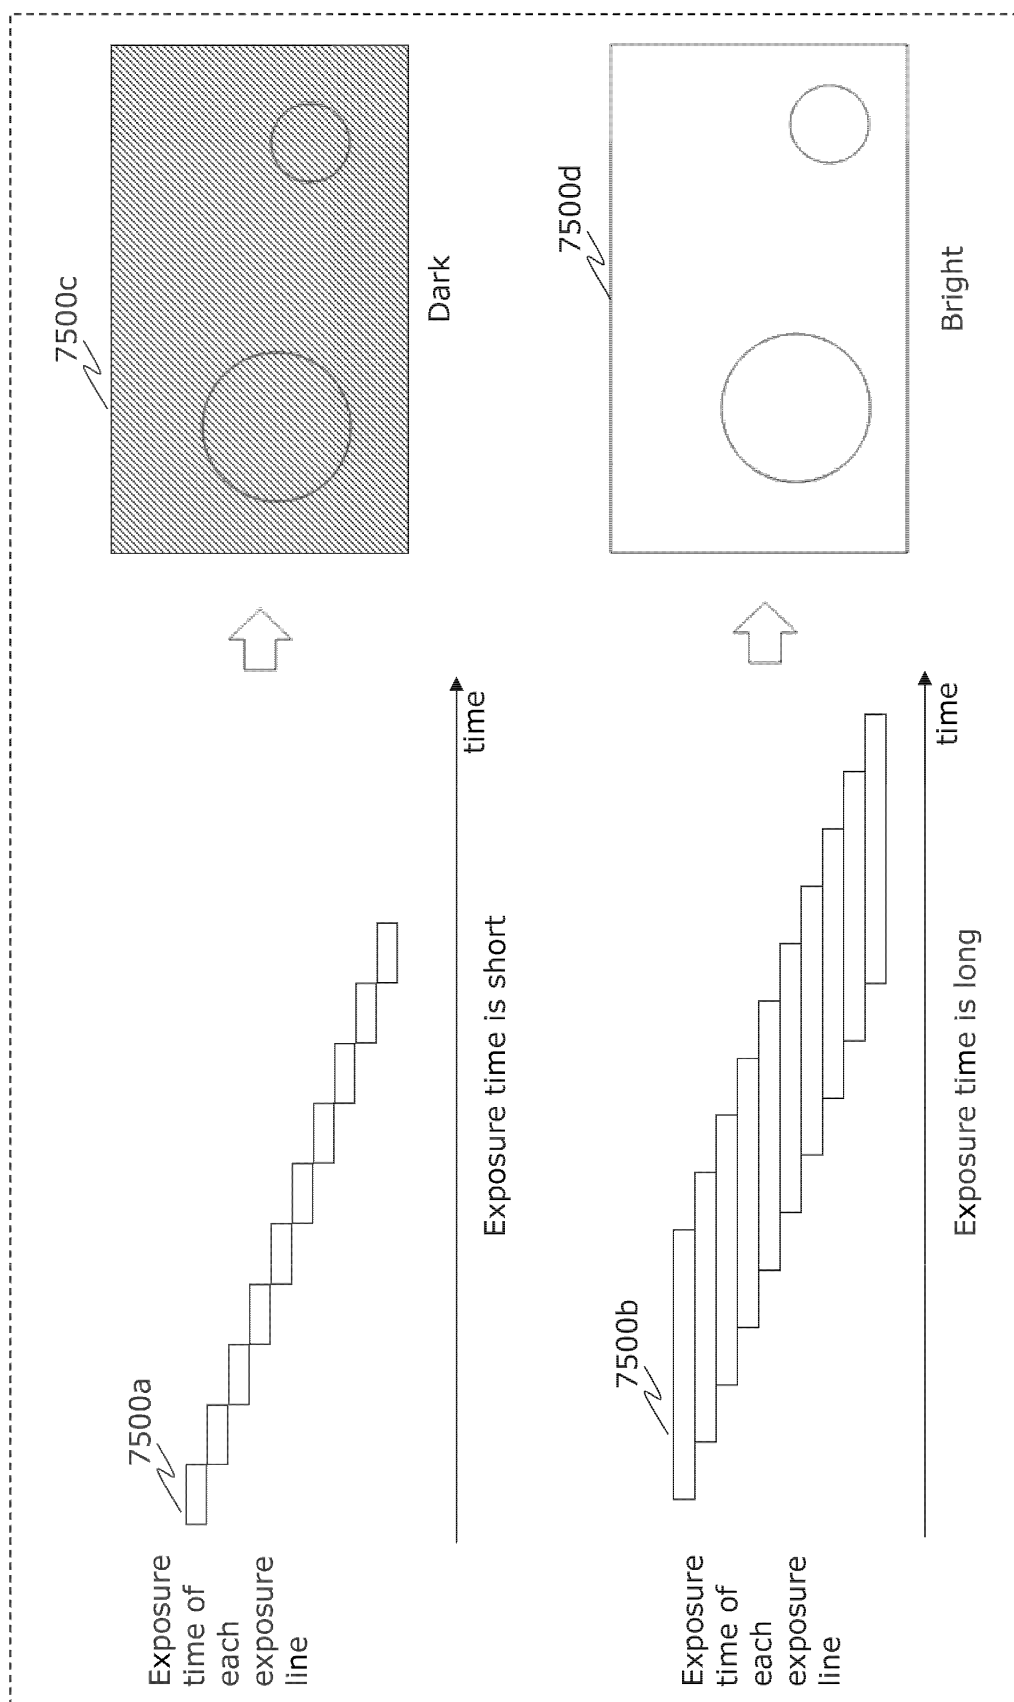 Exposure
time of
each
exposure
line
7500a
Exposure time is short
time
7500c
Dark
Exposure
time of
each
exposure
line
7500b
Exposure time is long
time
7500d
Bright